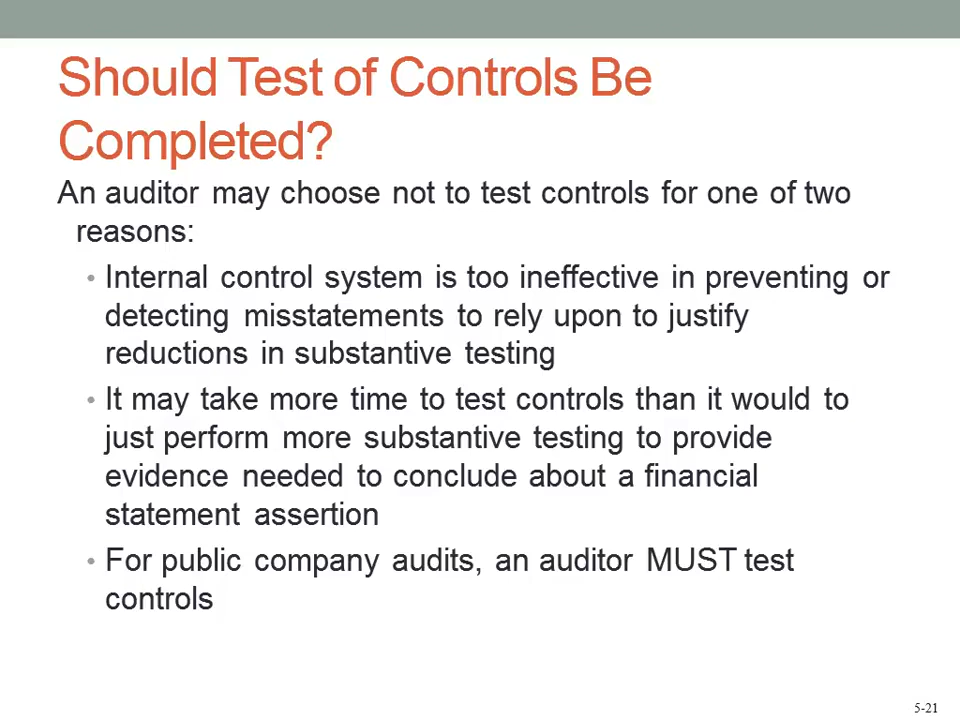 Should Test of Controls Be
Completed?
An auditor may choose not to test controls for one of two
reasons:
• Internal control system is too ineffective in preventing or
detecting misstatements to rely upon to justify
reductions in substantive testing
• It may take more time to test controls than it would to
just perform more substantive testing to provide
evidence needed to conclude about a financial
statement assertion
• For public company audits, an auditor MUST test
controls
5-21